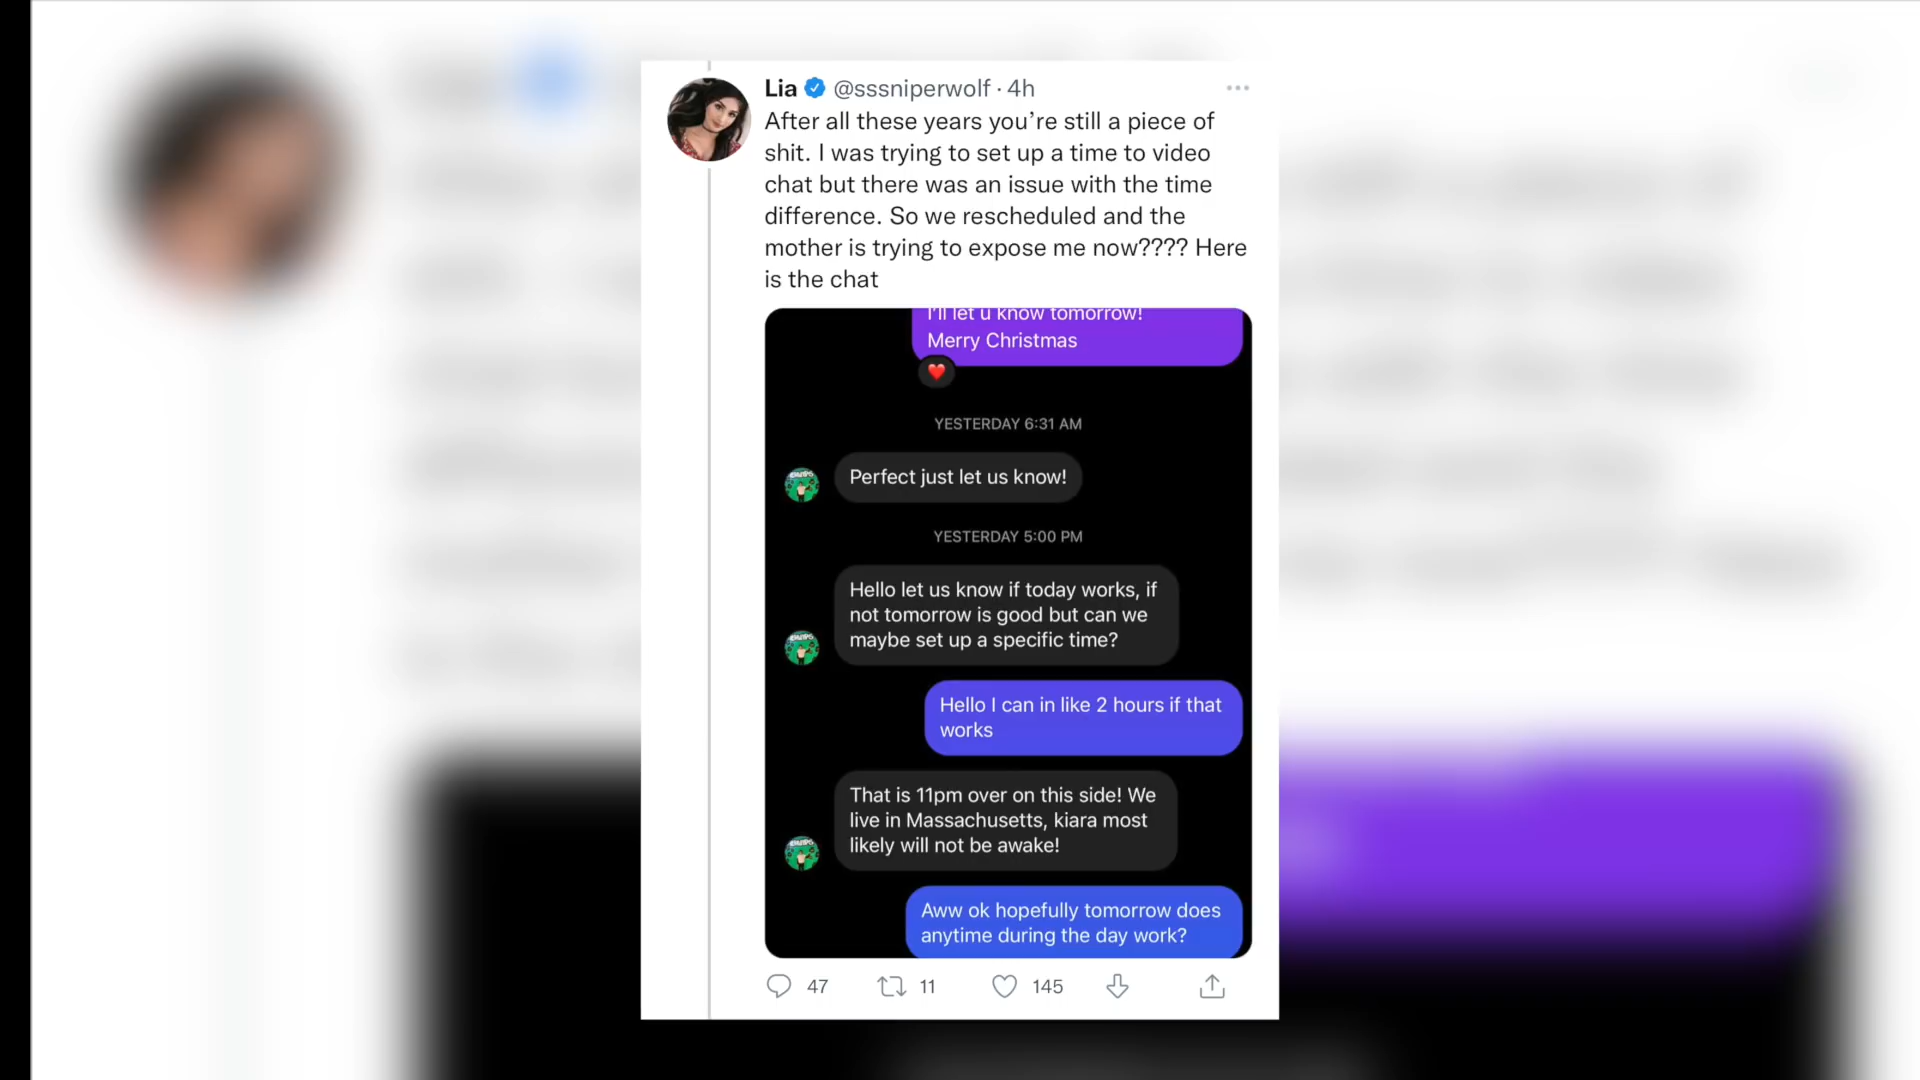 Lia @sssniperwolf · 4h
After all these years you’re still a piece of
shit. I was trying to set up a time to video
chat but there was an issue with the time
difference. So we rescheduled and the
mother is trying to expose me now???? Here
is the chat
I'll let u know tomorrow!
Merry Christmas
YESTERDAY 6:31 AM
Perfect just let us know!
YESTERDAY 5:00 PM
Hello let us know if today works, if
not tomorrow is good but can we
maybe set up a specific time?
Hello I can in like 2 hours if that
works
That is 11pm over on this side! We
live in Massachusetts, kiara most
likely will not be awake!
Aww ok hopefully tomorrow does
anytime during the day work?
47 11 145